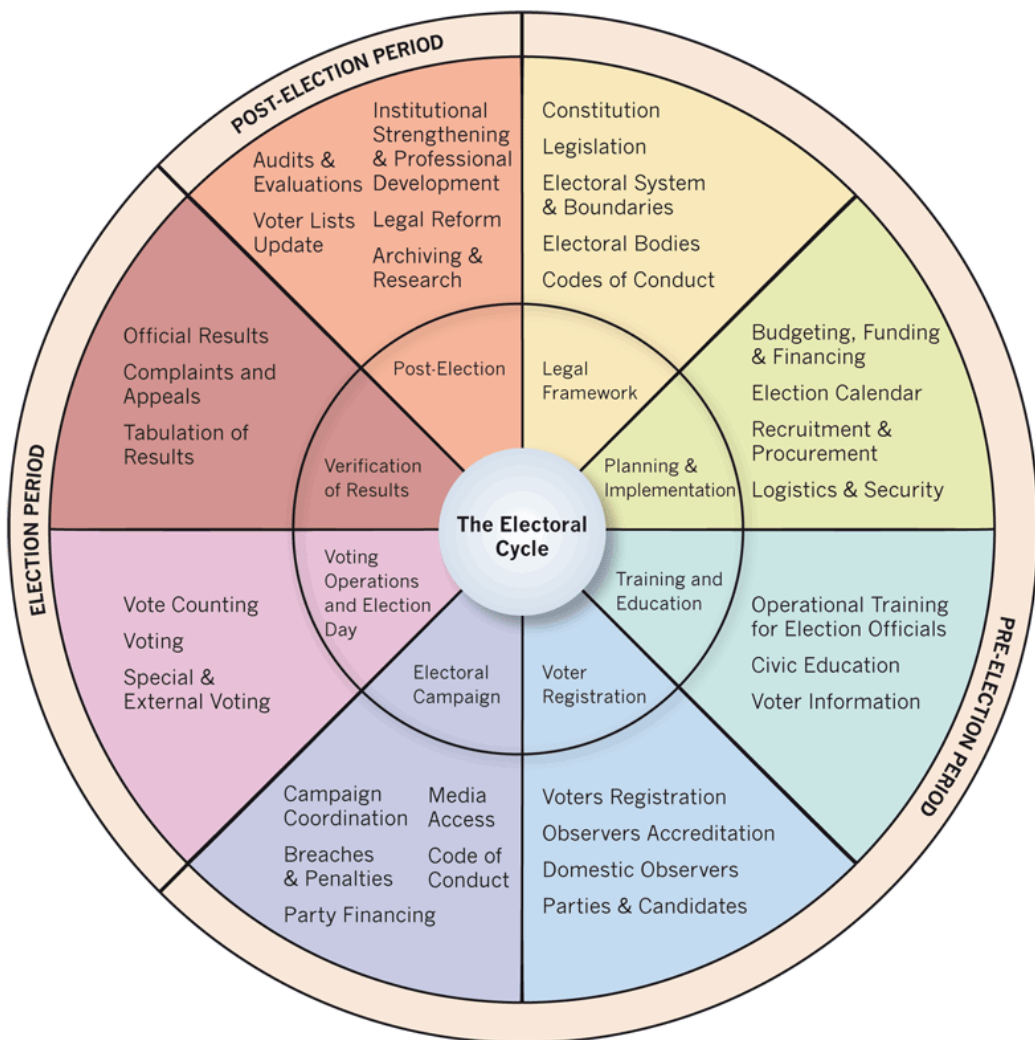 POST-ELECTION PERIOD
PRE-ELECTION PERIOD
ELECTION PERIOD
The Electoral
Cycle
Legal
Framework
Constitution
Legislation
Electoral System
& Boundaries
Electoral Bodies
Codes of Conduct
Planning &
Implementation
Budgeting, Funding
& Financing
Election Calendar
Recruitment &
Procurement
Logistics & Security
Training and
Education
Operational Training
for Election Officials
Civic Education
Voter Information
Voter
Registration
Voters Registration
Observers Accreditation
Domestic Observers
Parties & Candidates
Electoral
Campaign
Campaign
Coordination
Breaches
& Penalties
Party Financing
Media
Access
Code of
Conduct
Voting
Operations
and Election
Day
Vote Counting
Voting
Special &
External Voting
Verification
of Results
Official Results
Complaints and
Appeals
Tabulation of
Results
Post-Election
Audits &
Evaluations
Voter Lists
Update
Institutional
Strengthening
& Professional
Development
Legal Reform
Archiving &
Research